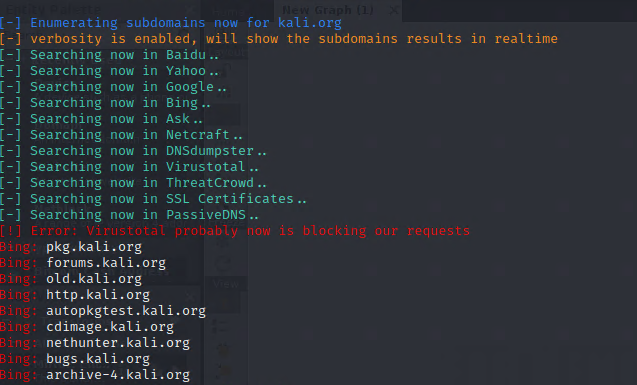 New Graph (1)
[-] Enumerating subdomains now for kali.org
[-] verbosity is enabled, will show the subdomains results in realtime
[-] Searching now in Baidu..
[-] Searching now in Yahoo..
[-] Searching now in Google..
[-] Searching now in Bing..
[-] Searching now in Ask..
[-] Searching now in Netcraft..
[-] Searching now in DNSdumpster..
[-] Searching now in Virustotal..
[-] Searching now in ThreatCrowd..
[-] Searching now in SSL Certificates..
[-] Searching now in PassiveDNS..
[!] Error: Virustotal probably now is blocking our requests
Bing: pkg.kali.org
Bing: forums.kali.org
Bing: old.kali.org
Bing: http.kali.org
View
Bing: autopkgtest.kali.org
Bing: cdimage.kali.org
Bing: nethunter.kali.org
Bing: bugs.kali.org
Bing: archive-4.kali.org